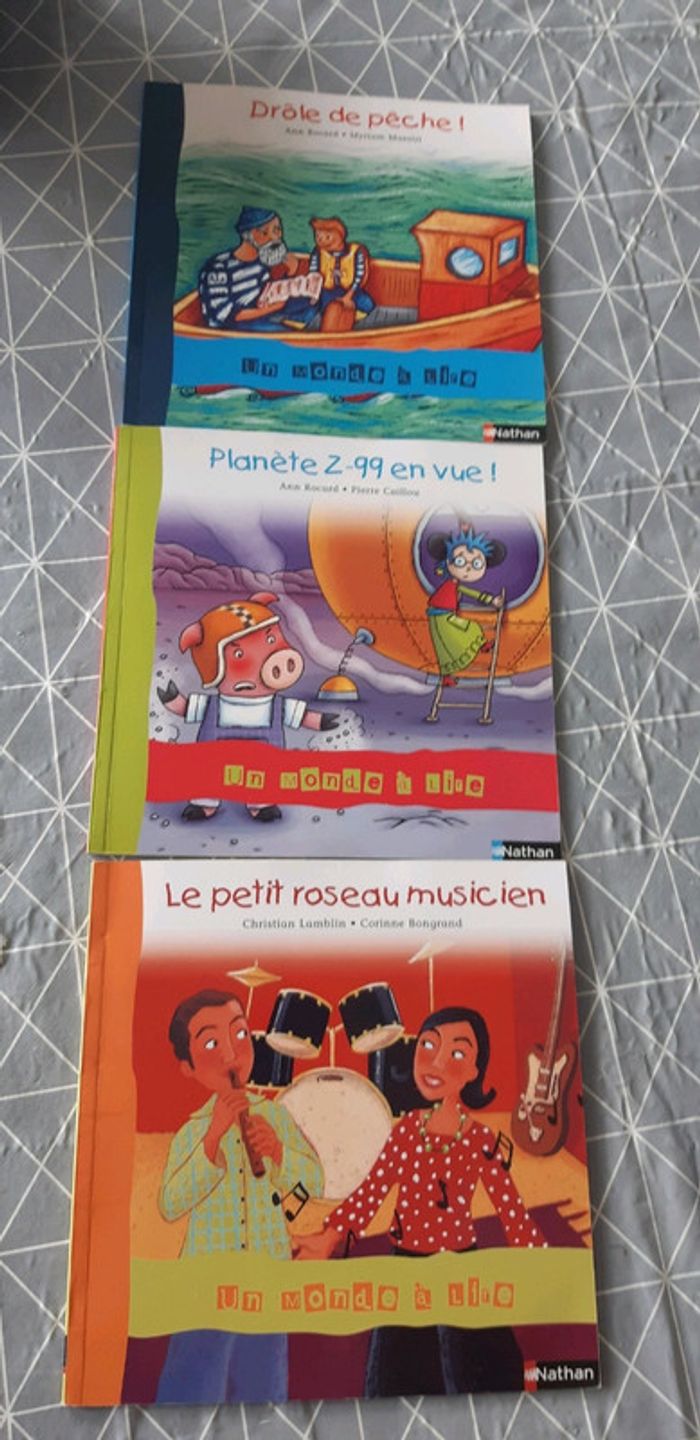 Drôle de pêche !
Ann Rocard • Myriam Mollier
Un Monde à Lire
Nathan
Planète Z-99 en vue !
Ann Rocard • Pierre Caillou
Un Monde à Lire
Nathan
Le petit roseau musicien
Christian Lamblin • Corinne Bongrand
Un Monde à Lire
Nathan